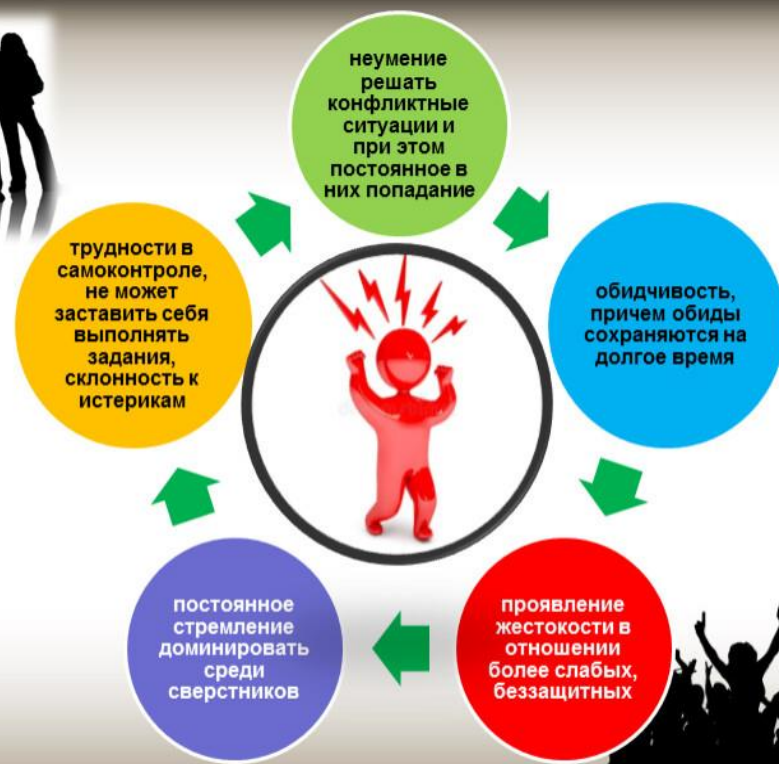 неумение
решать
конфликтные
ситуации и
при этом
постоянное в
них попадание
обидчивость,
причем обиды
сохраняются на
долгое время
проявление
жестокости в
отношении
более слабых,
беззащитных
постоянное
стремление
доминировать
среди
сверстников
трудности в
самоконтроле,
не может
заставить себя
выполнять
задания,
склонность к
истерикам